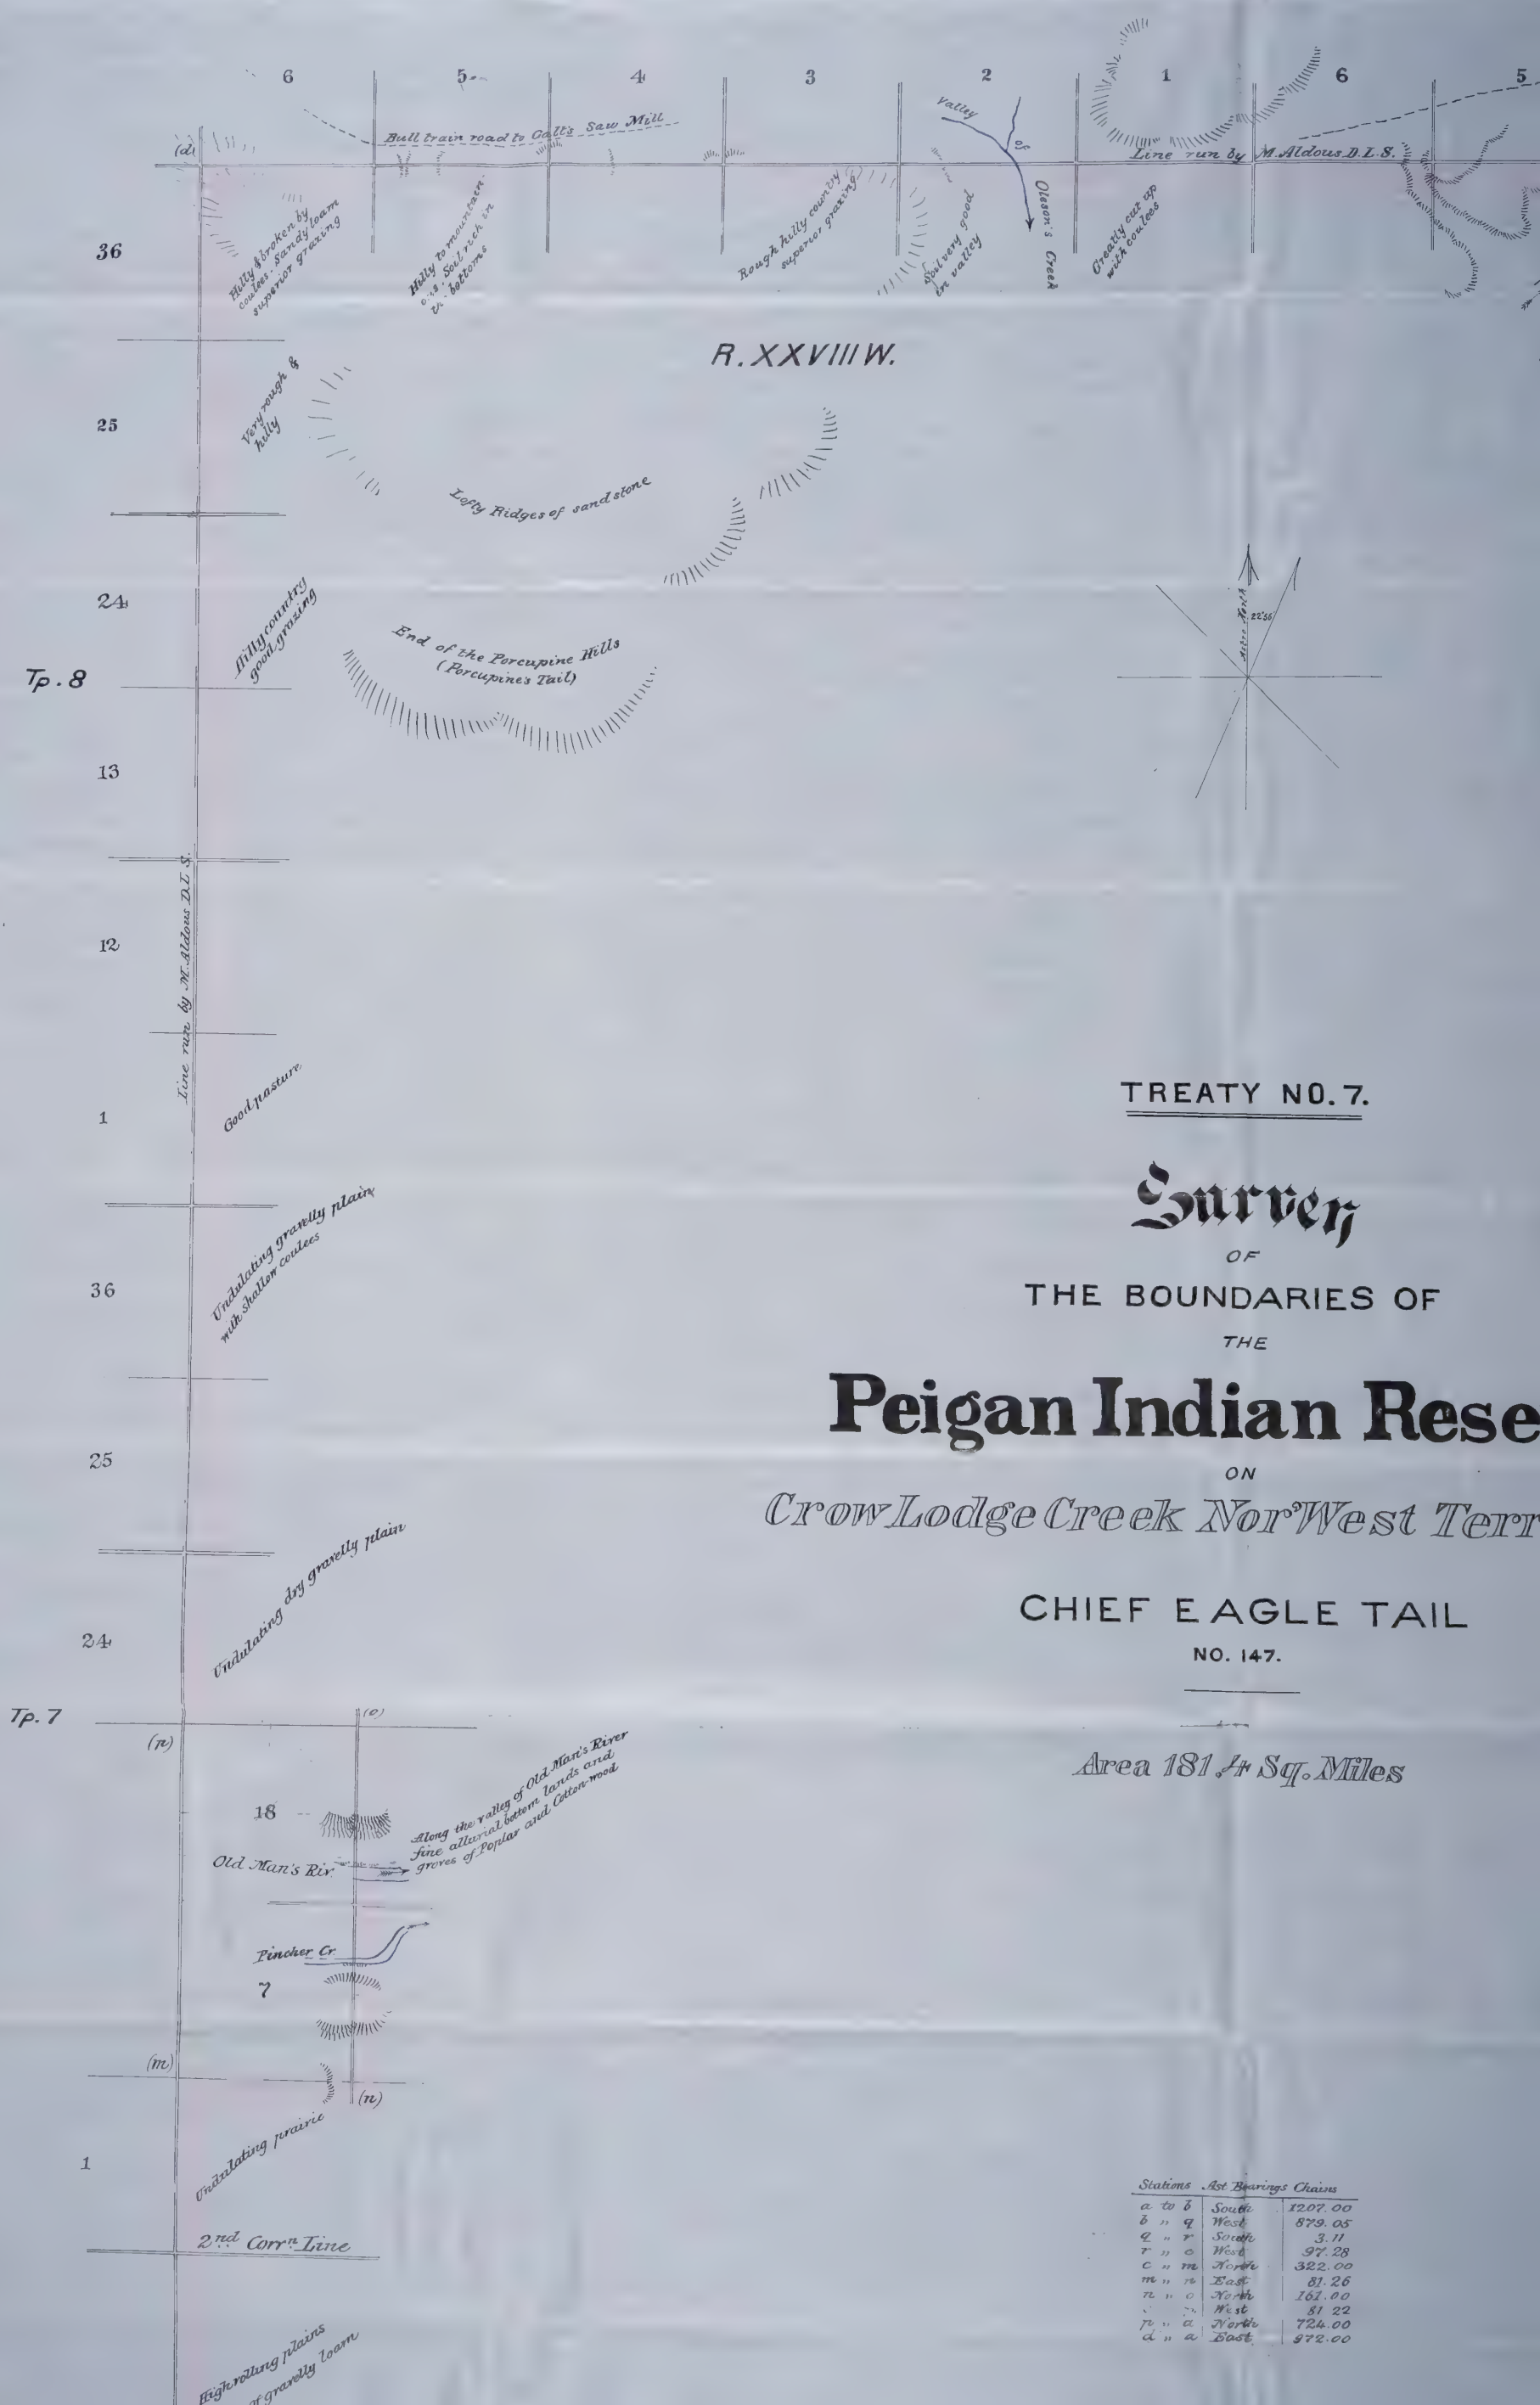 6 5 4 3 2 1 6 5
Bull train road to Galt's Saw Mill
Valley
of
Oleson's Creek
Line run by M. Aldous D.L.S.
(d)
36
Hilly & broken by
coulees. Sandy loam
superior grazing
Hilly to mountain-
Soil rich in
bottoms
Rough hilly country
superior grazing
Soil very good
in valley
Greatly cut up
with coulees
R. XXVIII W.
25
Very rough &
hilly
Lofty Ridges of sandstone
24
Hilly country
good grazing
End of the Porcupine Hills
(Porcupine's Tail)
Astro North
22°56'
Tp. 8
13
12
Line run by M. Aldous D.L.S.
1
Good pasture
TREATY NO. 7.
Survey
OF
THE BOUNDARIES OF
THE
Peigan Indian Rese
ON
Crow Lodge Creek Nor'West Terr
CHIEF EAGLE TAIL
NO. 147.
Area 181.4 Sq. Miles
36
Undulating gravelly plain
with shallow coulees
25
24
Undulating dry gravelly plain
Tp. 7
(n)
(o)
18
Old Man's Riv.
Along the valley of Old Man's River
fine alluvial bottom lands and
groves of Poplar and Cotton-wood
Pincher Cr.
7
(m)
(n)
1
Undulating prairie
2nd Corrn Line
High rolling plains
of gravelly loam
Stations Ast Bearings Chains
a to b South 1207.00
b " q West 879.05
q " r South 3.11
r " c West 97.28
c " m North 322.00
m " n East 81.26
n " o North 161.00
West 81 22
p " d North 724.00
d " a East 972.00